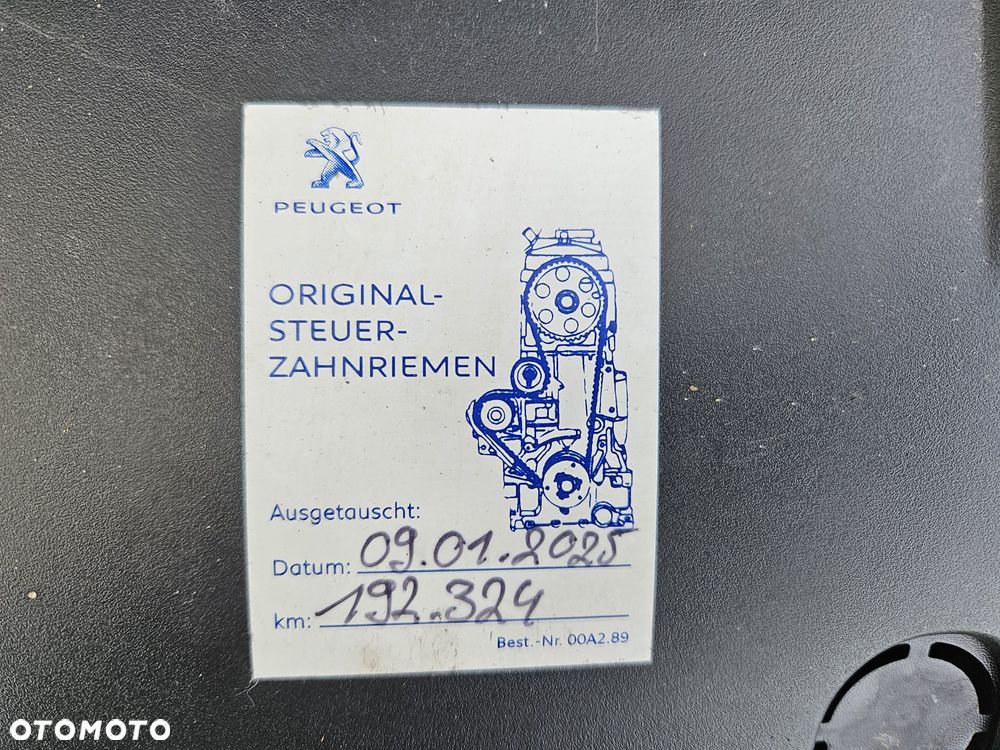 PEUGEOT
ORIGINAL-
STEUER-
ZAHNRIEMEN
Ausgetauscht:
Datum: 09.01.2025
km: 192.324
Best.-Nr. 00A2.89
OTOMOTO